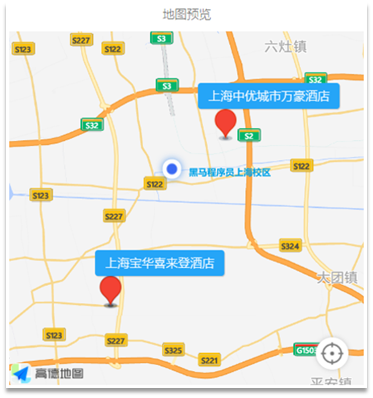 地图预览
S3
六灶镇
S123
S227
S122
S3
上海中优城市万豪酒店
S32
S32
S2
黑马程序员上海校区
S122
S123
S227
S324
上海宝华喜来登酒店
大团镇
S123
S227
S325
S221
G1503
高德地图
平安镇